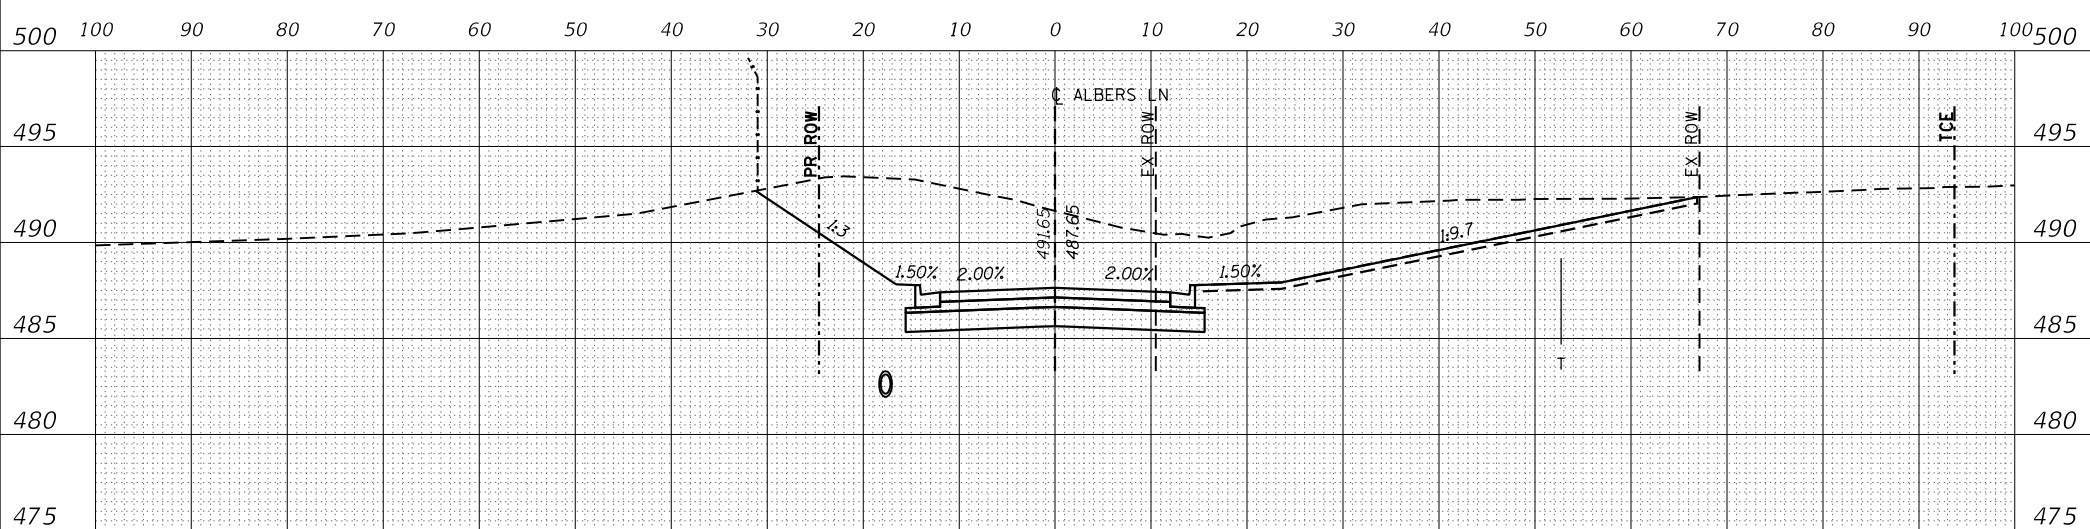 100 90 80 70 60 50 40 30 20 10 0 10 20 30 40 50 60 70 80 90 100
500 500
℄ ALBERS LN
PR ROW
EX ROW
EX ROW
TCE
495 495
491.65
487.65
490 490
1:3
1.50% 2.00% 2.00% 1.50%
1:9.7
485 485
T
480 480
475 475